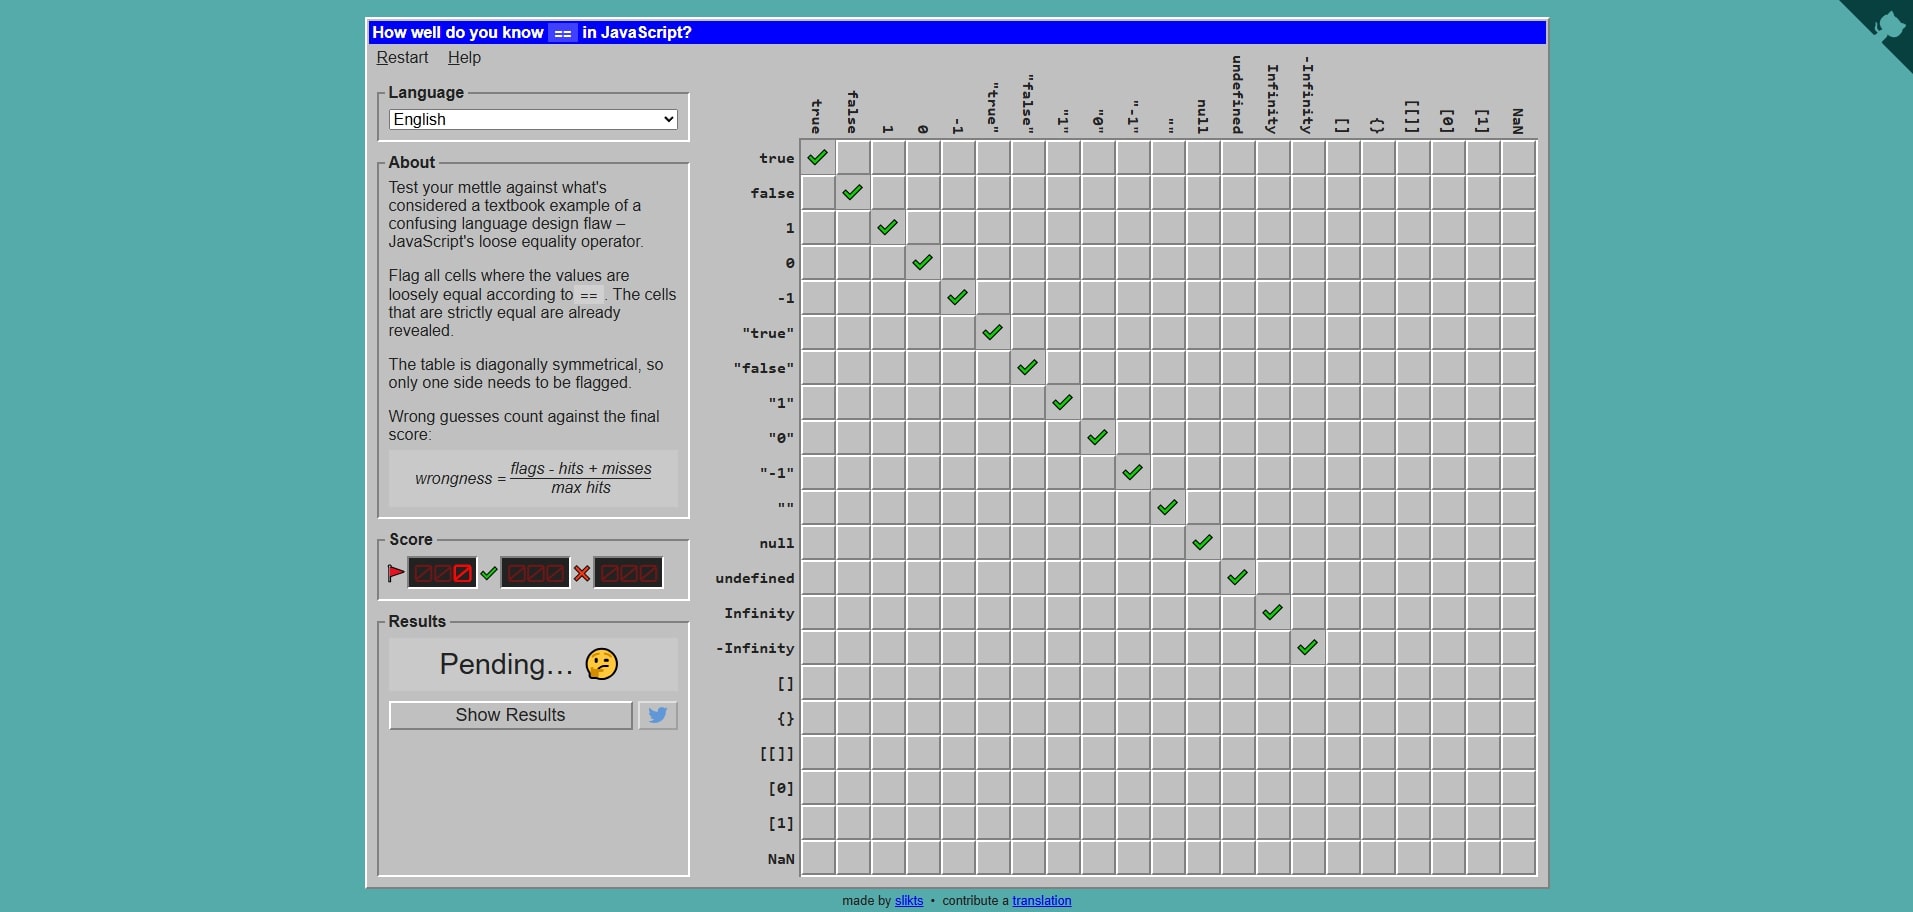 How well do you know == in JavaScript?
Restart Help
Language
English
About
Test your mettle against what's
considered a textbook example of a
confusing language design flaw –
JavaScript's loose equality operator.
Flag all cells where the values are
loosely equal according to == . The cells
that are strictly equal are already
revealed.
The table is diagonally symmetrical, so
only one side needs to be flagged.
Wrong guesses count against the final
score:
wrongness = flags - hits + misses
max hits
Score
Results
Pending…
Show Results
true false 1 0 -1 "true" "false" "1" "0" "-1" "" null undefined Infinity -Infinity [] {} [[]] [0] [1] NaN
true
false
1
0
-1
"true"
"false"
"1"
"0"
"-1"
""
null
undefined
Infinity
-Infinity
[]
{}
[[]]
[0]
[1]
NaN
made by slikts • contribute a translation